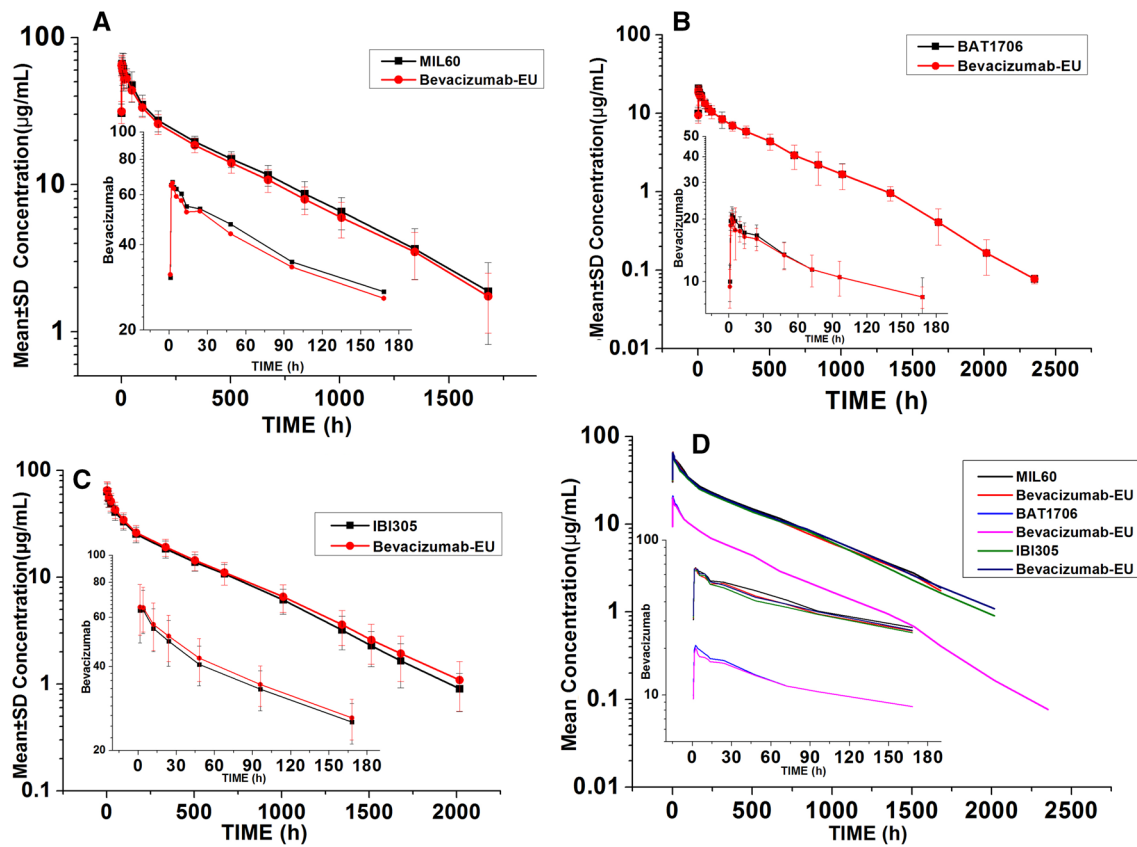 A
100
10
1
Mean±SD Concentration(μg/mL)
MIL60
Bevacizumab-EU
100
80
60
40
20
Bevacizumab
0 30 60 90 120 150 180
TIME (h)
0 500 1000 1500
TIME (h)
B
100
10
1
0.1
0.01
Mean±SD Concentration(μg/mL)
BAT1706
Bevacizumab-EU
50
40
30
20
10
Bevacizumab
0 30 60 90 120 150 180
TIME (h)
0 500 1000 1500 2000 2500
TIME (h)
C
100
10
1
0.1
Mean±SD Concentration(μg/mL)
IBI305
Bevacizumab-EU
100
80
60
40
20
Bevacizumab
0 30 60 90 120 150 180
TIME (h)
0 500 1000 1500 2000
TIME (h)
D
100
10
1
0.1
0.01
Mean Concentration(μg/mL)
MIL60
Bevacizumab-EU
BAT1706
Bevacizumab-EU
IBI305
Bevacizumab-EU
100
10
Bevacizumab
0 30 60 90 120 150 180
TIME (h)
0 500 1000 1500 2000 2500
TIME (h)